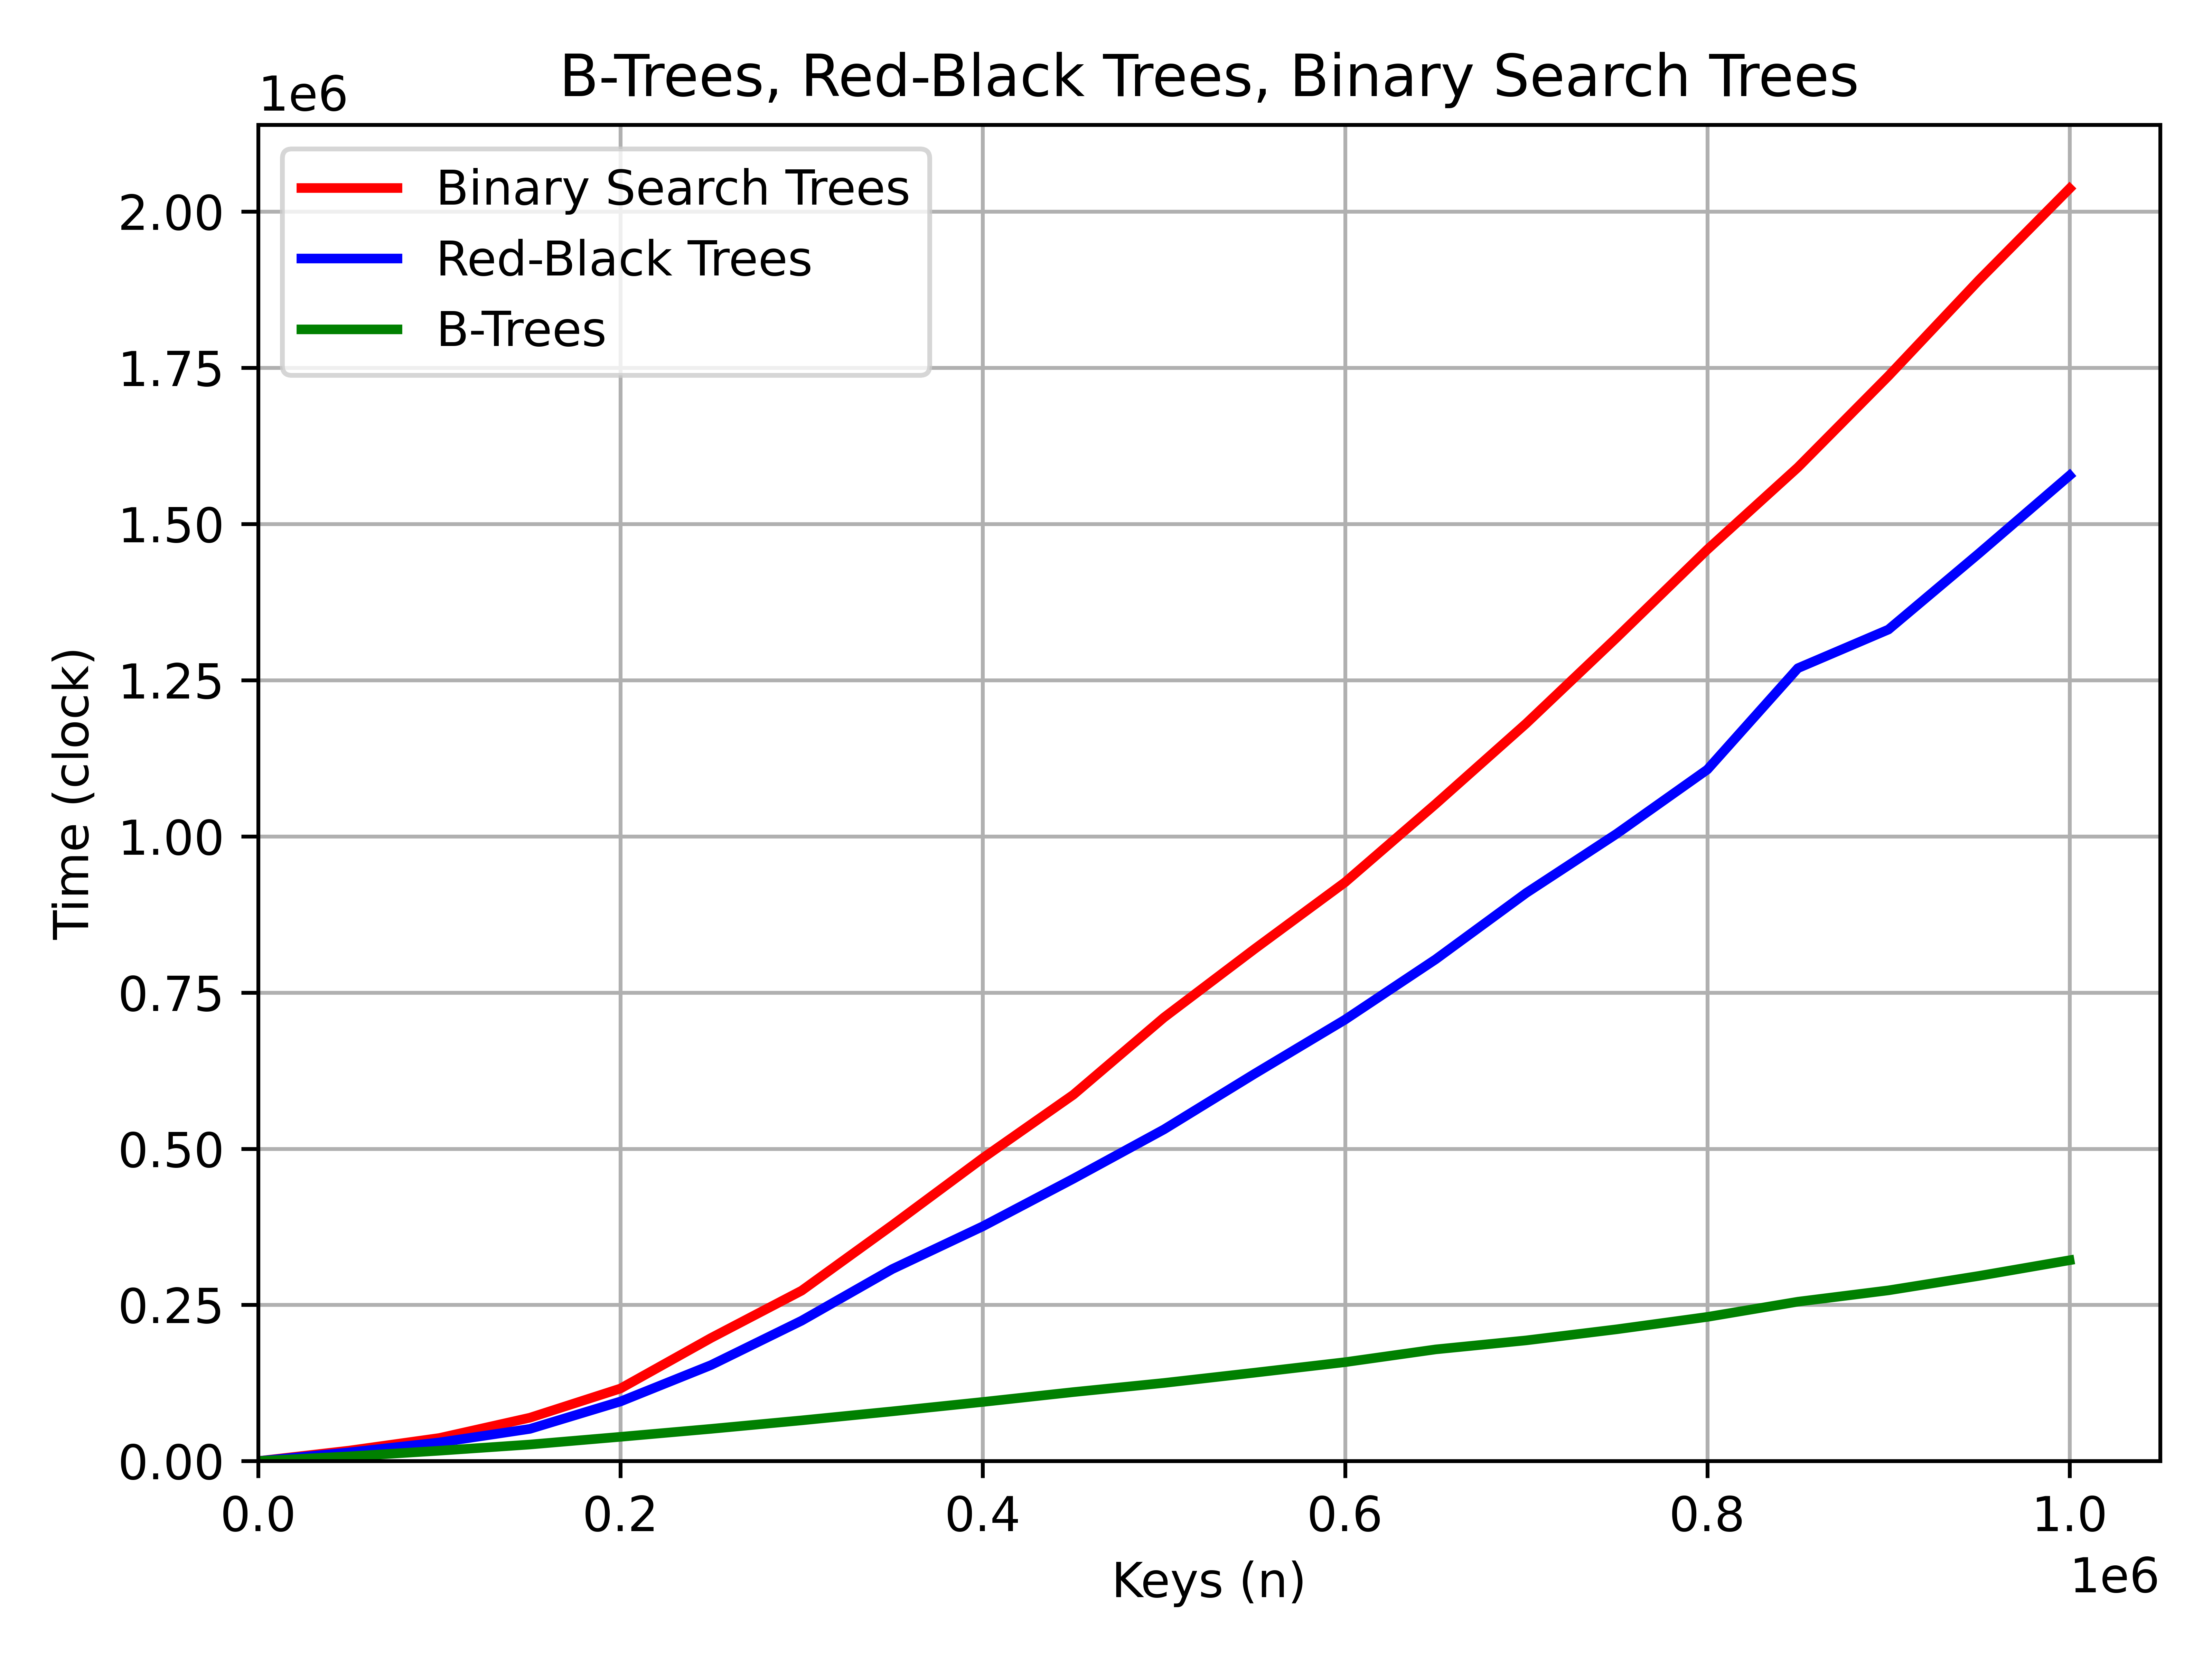 B-Trees, Red-Black Trees, Binary Search Trees
1e6
Binary Search Trees
Red-Black Trees
B-Trees
2.00
1.75
1.50
1.25
1.00
0.75
0.50
0.25
0.00
Time (clock)
0.0 0.2 0.4 0.6 0.8 1.0
1e6
Keys (n)